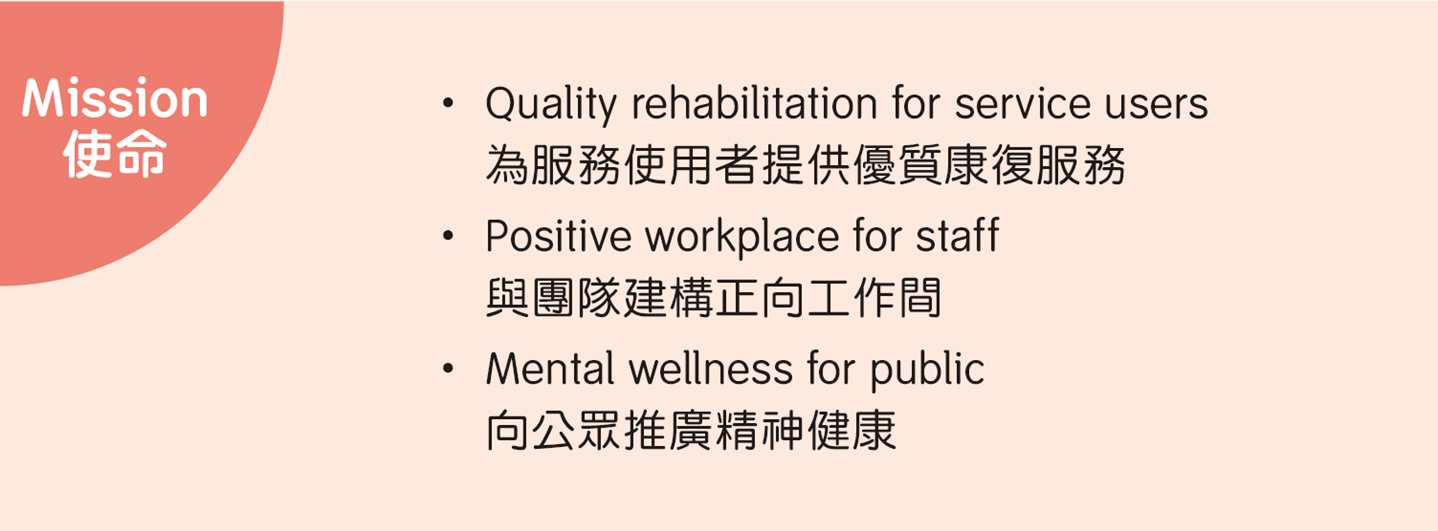 Mission
使命
• Quality rehabilitation for service users
為服務使用者提供優質康復服務
• Positive workplace for staff
與團隊建構正向工作間
• Mental wellness for public
向公眾推廣精神健康